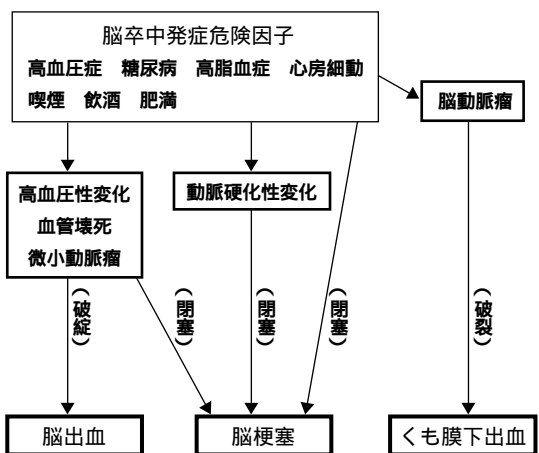 脳卒中発症危険因子
高血圧症 糖尿病 高脂血症 心房細動
喫煙 飲酒 肥満
脳動脈瘤
高血圧性変化
血管壊死
微小動脈瘤
動脈硬化性変化
(破綻)
(閉塞)
(閉塞)
(閉塞)
(破裂)
脳出血
脳梗塞
くも膜下出血